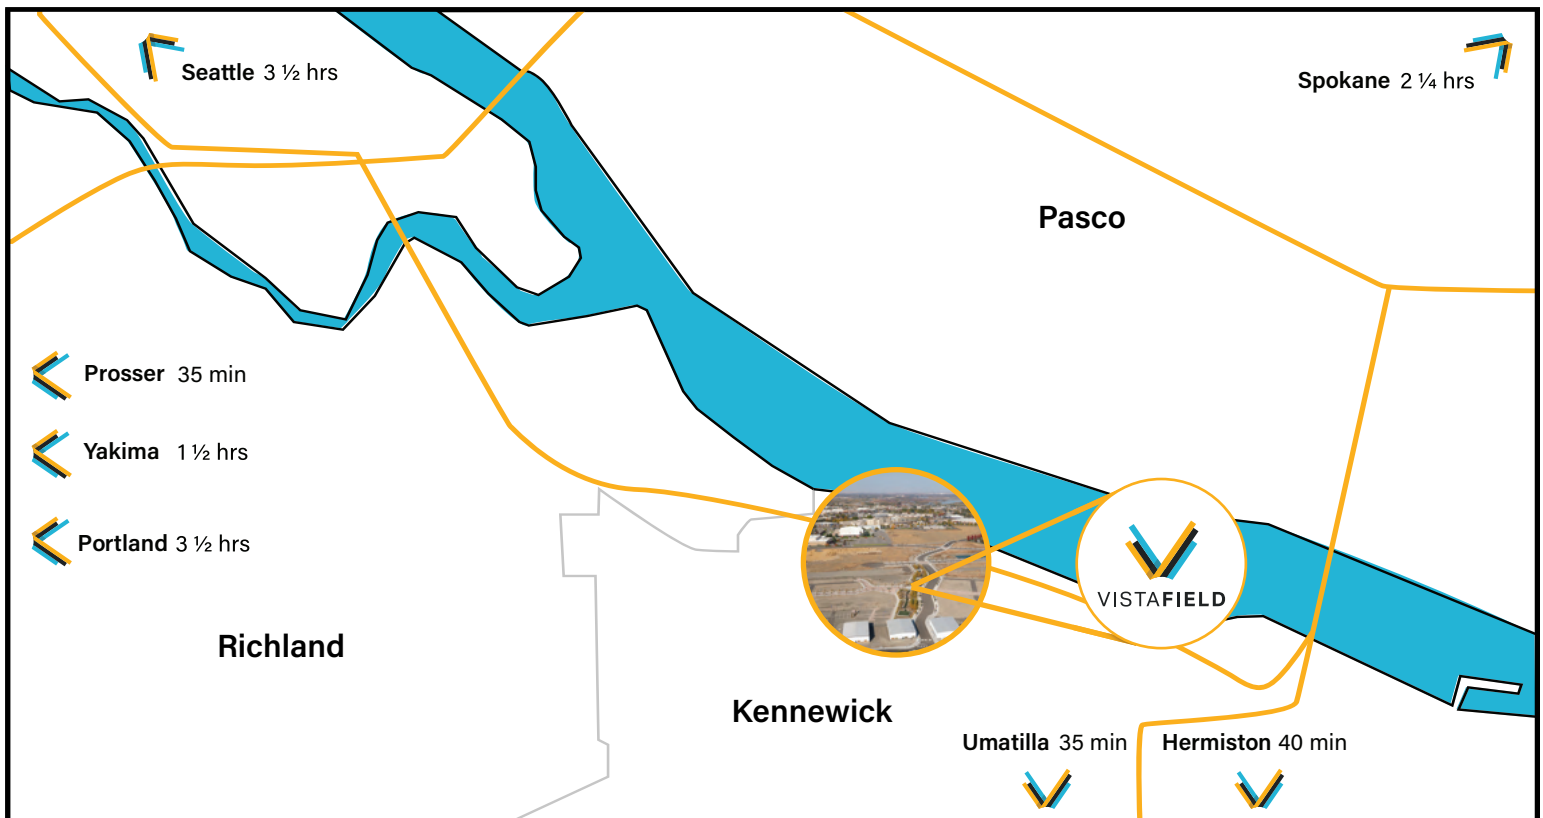 Seattle 3 ½ hrs
Spokane 2 ¼ hrs
Pasco
Prosser 35 min
Yakima 1 ½ hrs
Portland 3 ½ hrs
VISTAFIELD
Richland
Kennewick
Umatilla 35 min
Hermiston 40 min